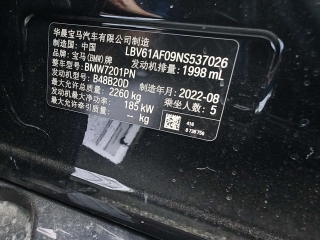 华晨宝马汽车有限公司制造
制造国: 中国 LBV61AF09NS537026
品牌: 宝马(BMW)牌 发动机排量: 1998 mL
整车型号: BMW7201PN
发动机型号: B48B20D 制造年月: 2022-08
最大允许总质量: 2260 kg 乘坐人数: 5
发动机最大净功率: 185 kW